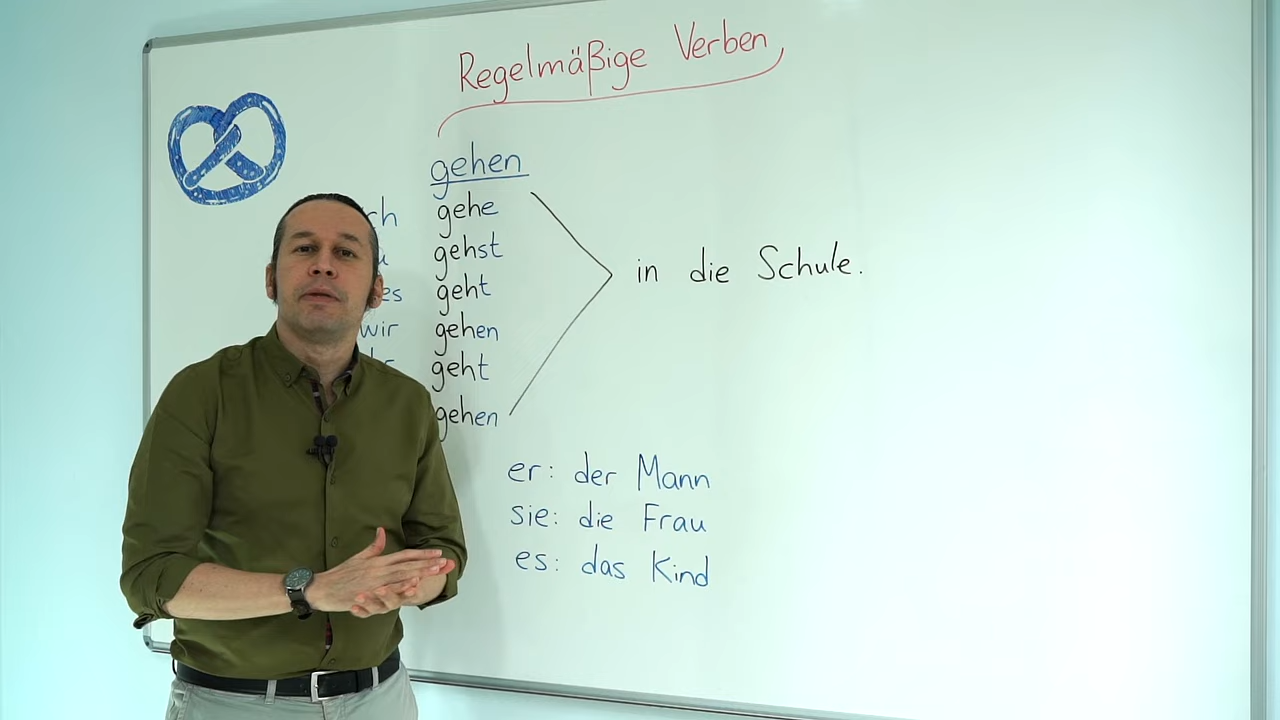 Regelmäßige Verben
gehen
gehe
gehst
geht
wir gehen
geht
gehen
in die Schule.
er: der Mann
sie: die Frau
es: das Kind